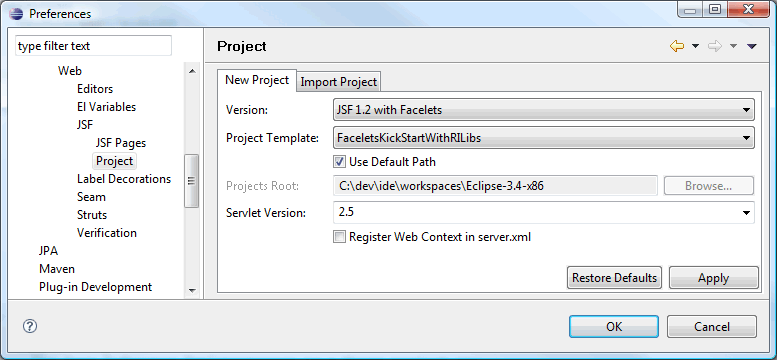 Preferences
type filter text
Web
Editors
El Variables
JSF
JSF Pages
Project
Label Decorations
Seam
Struts
Verification
JPA
Maven
Plug-in Development
Project
New Project Import Project
Version: JSF 1.2 with Facelets
Project Template: FaceletsKickStartWithRILibs
Use Default Path
Projects Root: C:\dev\ide\workspaces\Eclipse-3.4-x86 Browse...
Servlet Version: 2.5
Register Web Context in server.xml
Restore Defaults Apply
? OK Cancel